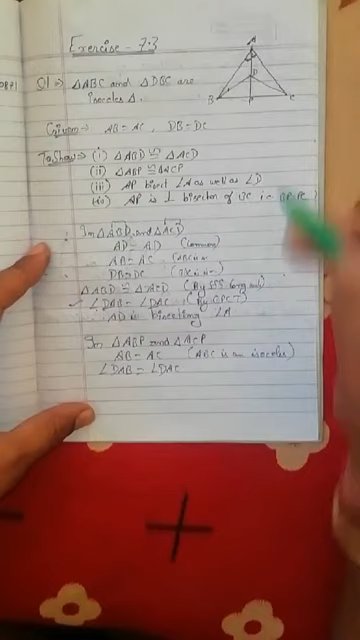 Exercise - 7.3
A
Q1 ⇒ △ABC and △DBC are
isoceles △.
D
B P C
Given → AB = AC, DB = DC
To Show → (i) △ABD ≅ △ACD
(ii) △ABP ≅ △ACP
(iii) AP bisect ∠A as well as ∠D
(iv) AP is ⊥ bisector of BC i.e.
∴ In △ABD and △ACD
AD = AD (Common)
AB = AC
DB = DC
△ABD ≅ △ACD (By SSS Cong
∠DAB = ∠DAC (By CPCT)
∴ AD is bisecting ∠A
In △ABP and △ACP
AB = AC (ABC is an isoceles)
∠DAB = ∠DAC